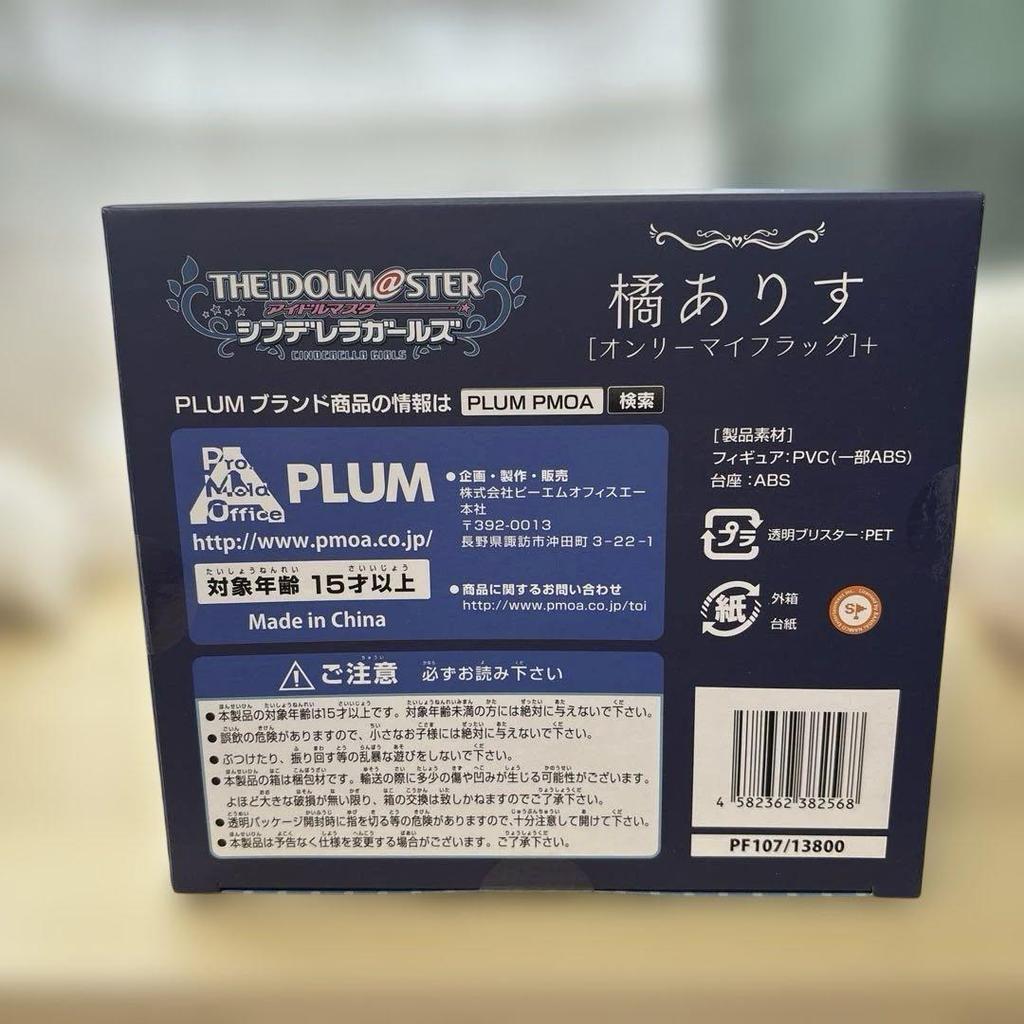 THE iDOLM@STER
アイドルマスター
シンデレラガールズ
CINDERELLA GIRLS
橘ありす
[オンリーマイフラッグ]+
PLUM ブランド商品の情報は PLUM PMOA 検索
Pro.
Mold
Office
PLUM
http://www.pmoa.co.jp/
たいしょうねんれい さいいじょう
対象年齢 15才以上
Made in China
●企画・製作・販売
株式会社ピーエムオフィスエー
本社
〒392-0013
長野県諏訪市沖田町3-22-1
●商品に関するお問い合わせ
http://www.pmoa.co.jp/toi
[製品素材]
フィギュア:PVC(一部ABS)
台座:ABS
プラ 透明ブリスター:PET
紙 外箱
台紙
ご注意 必ずお読み下さい
●本製品の対象年齢は15才以上です。対象年齢未満の方には絶対に与えないで下さい。
●誤飲の危険がありますので、小さなお子様には絶対に与えないで下さい。
●ぶつけたり、振り回す等の乱暴な遊びをしないで下さい。
●本製品の箱は梱包材です。輸送の際に多少の傷や凹みが生じる可能性がございます。
よほど大きな破損が無い限り、箱の交換は致しかねますのでご了承下さい。
●透明パッケージ開封時に指を切る等の危険がありますので、十分注意して開けて下さい。
●本製品は予告なく仕様を変更する場合がございます。ご了承下さい。
4 582362 382568
PF107/13800